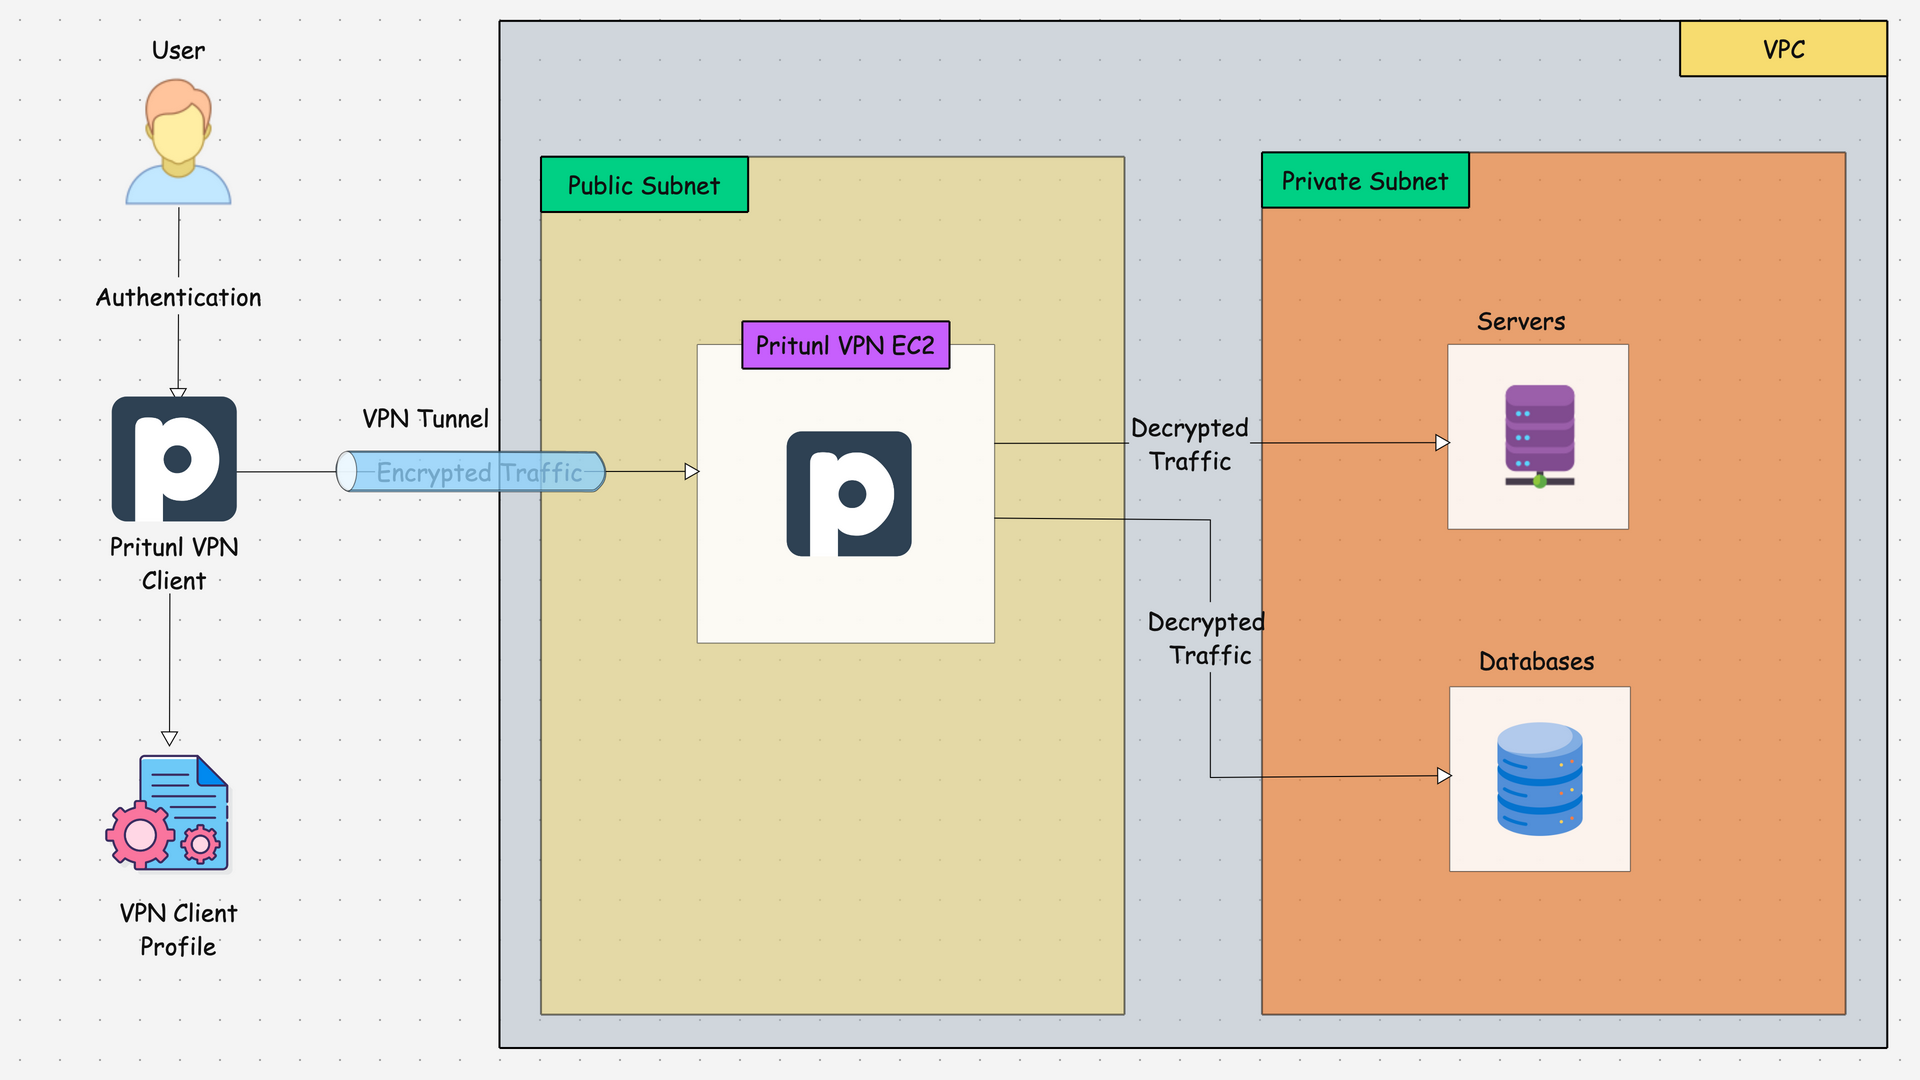 User
VPC
Public Subnet
Private Subnet
Authentication
Servers
Pritunl VPN EC2
VPN Tunnel
Encrypted Traffic
Decrypted
Traffic
Pritunl VPN
Client
Decrypted
Traffic
Databases
VPN Client
Profile